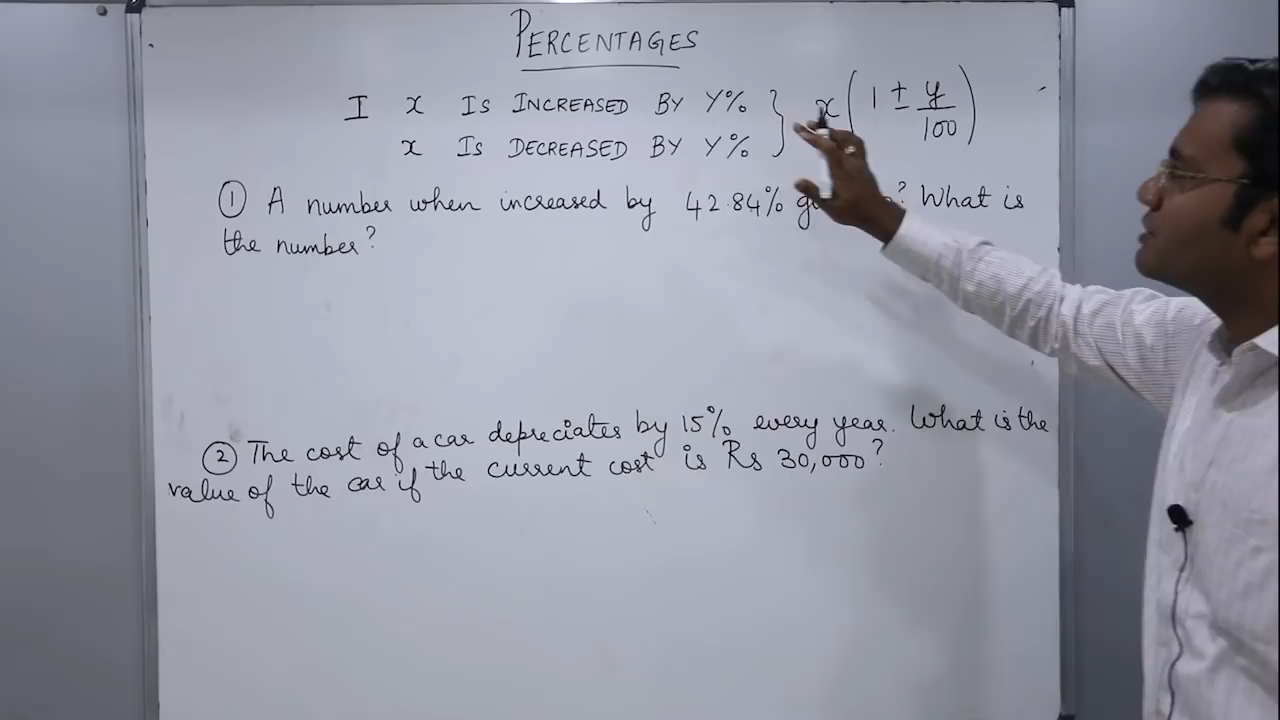 PERCENTAGES
I x IS INCREASED BY Y% } x(1 ± y/100)
x IS DECREASED BY Y%
① A number when increased by 42.84% ? What is
the number?
② The cost of a car depreciates by 15% every year. What is the
value of the car if the current cost is Rs 30,000?